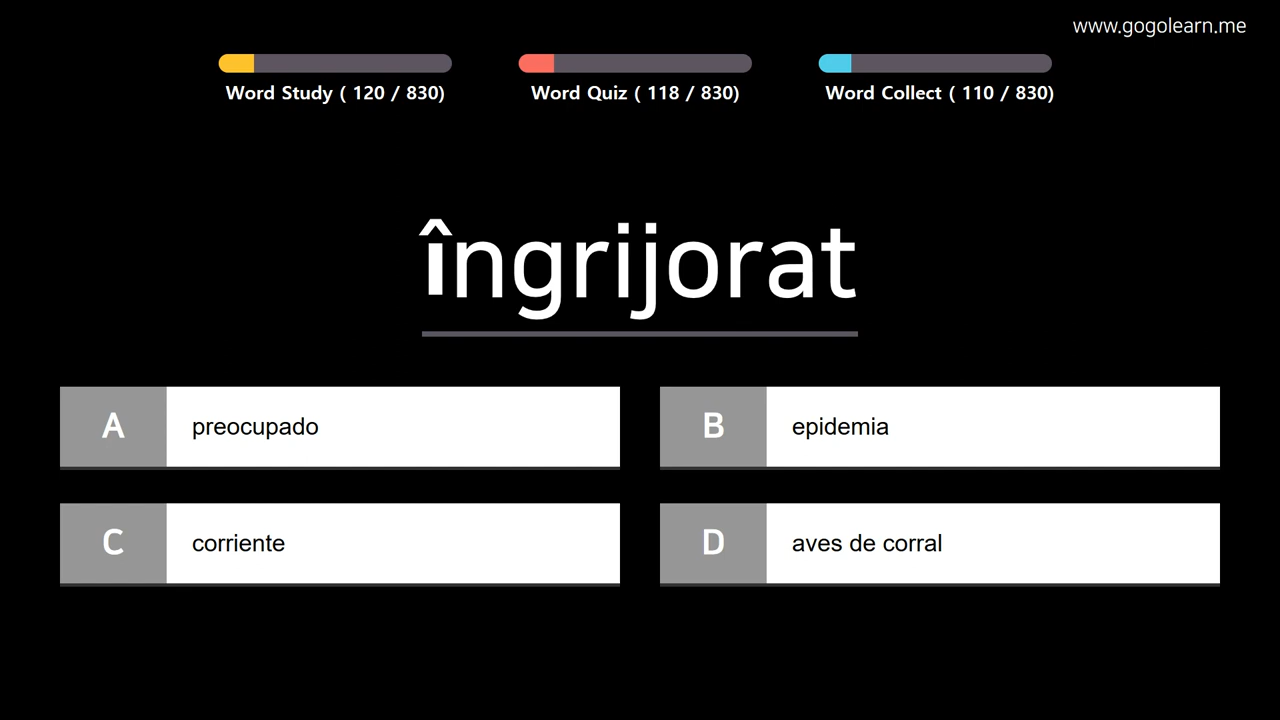 www.gogolearn.me
Word Study ( 120 / 830)
Word Quiz ( 118 / 830)
Word Collect ( 110 / 830)
îngrijorat
A preocupado
B epidemia
C corriente
D aves de corral